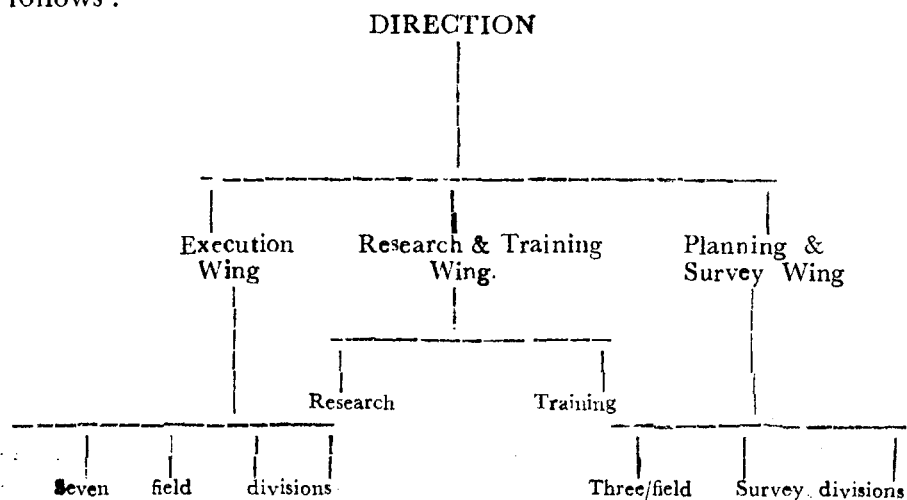 follows :
DIRECTION
Execution
Wing
Research & Training
Wing.
Planning &
Survey Wing
Research
Training
Seven field divisions
Three/field Survey divisions